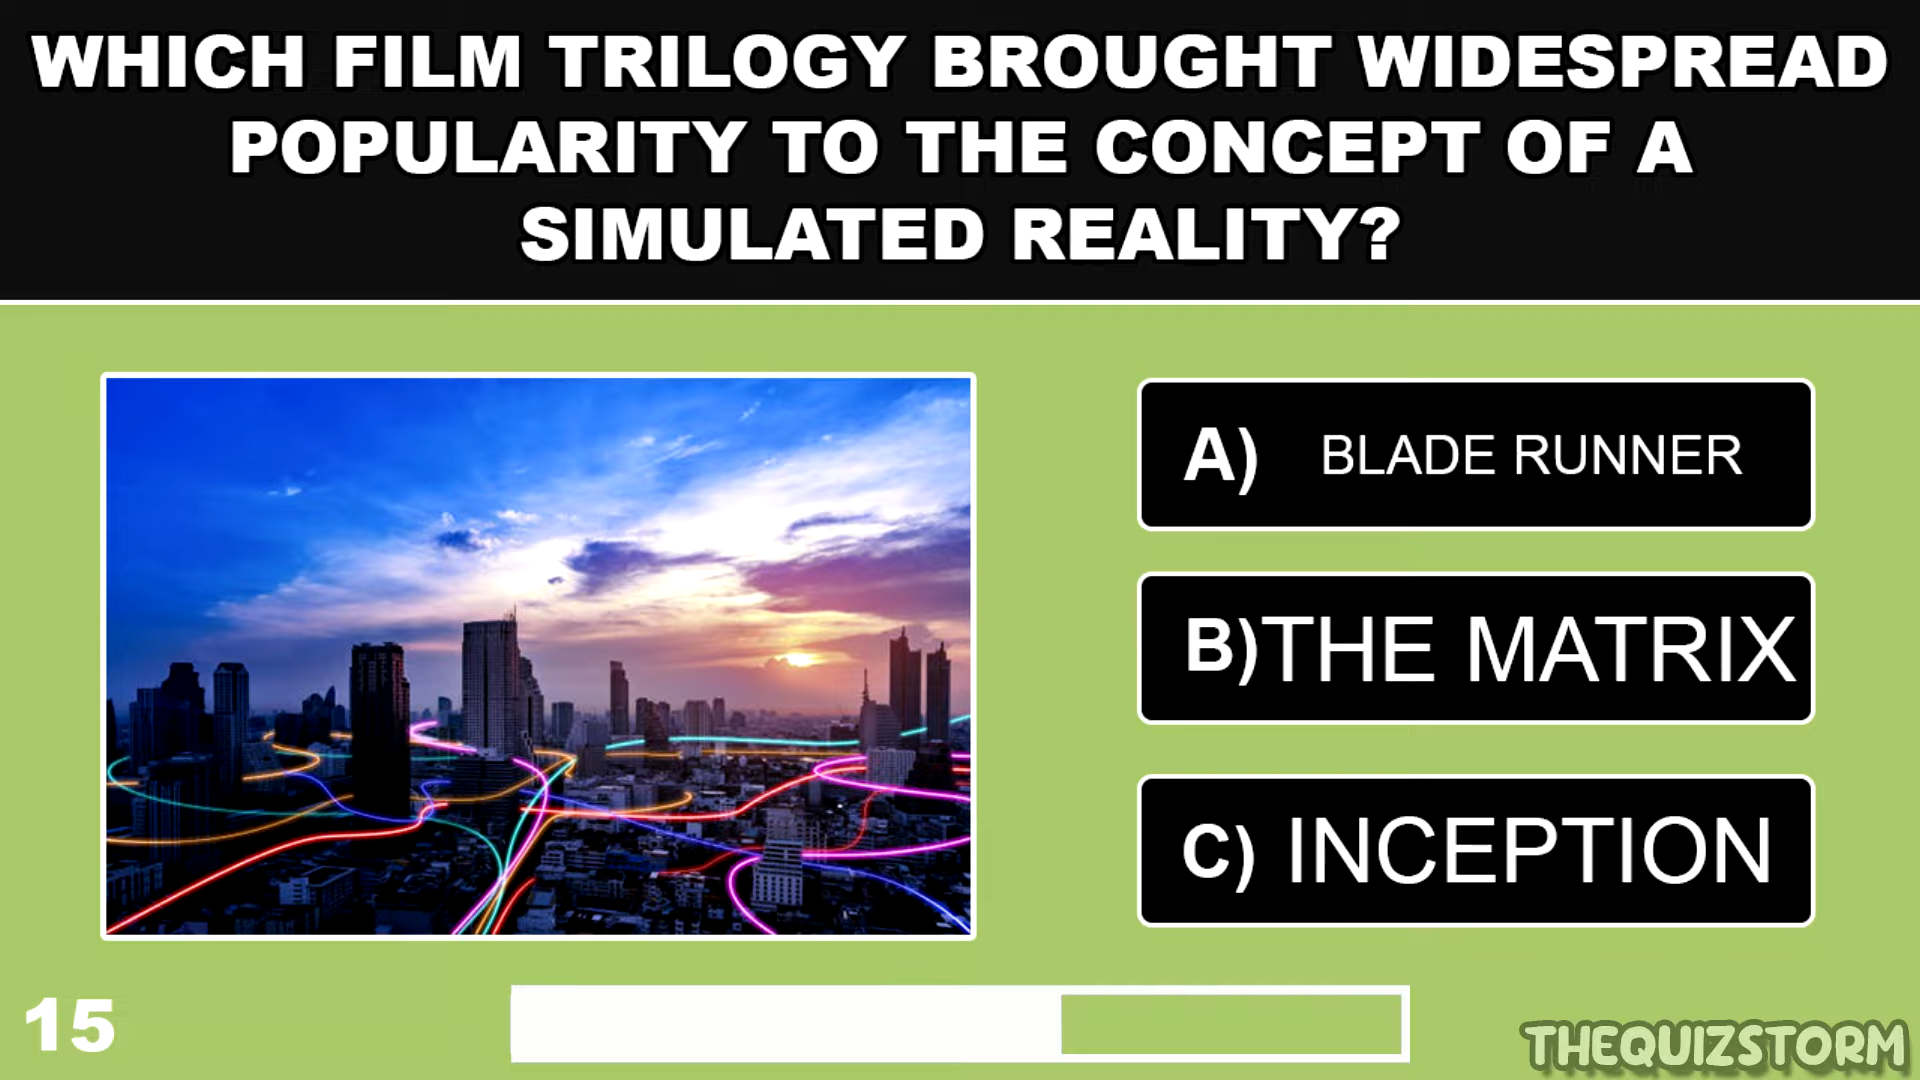 WHICH FILM TRILOGY BROUGHT WIDESPREAD
POPULARITY TO THE CONCEPT OF A
SIMULATED REALITY?
A) BLADE RUNNER
B) THE MATRIX
C) INCEPTION
15
THEQUIZSTORM